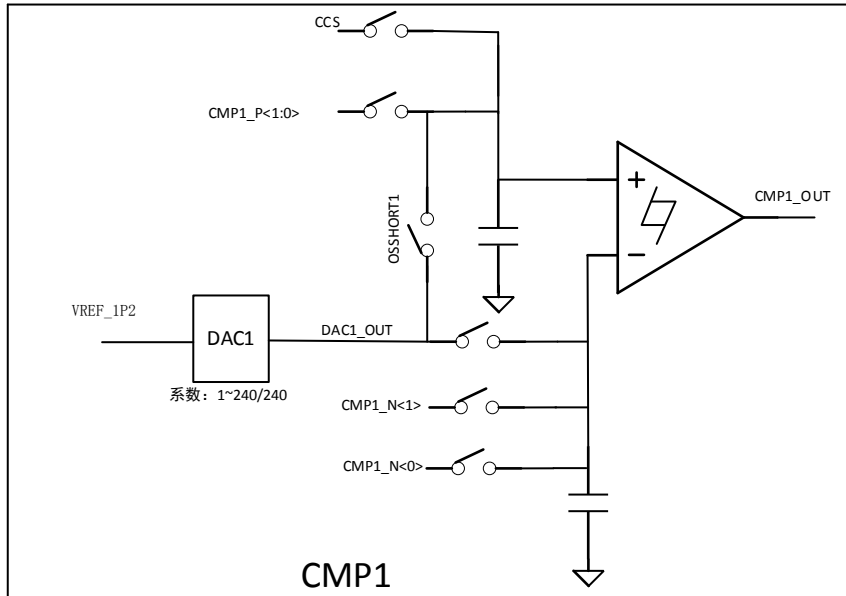 CCS
CMP1_P<1:0>
OSSHORT1
+
−
CMP1_OUT
VREF_1P2
DAC1
DAC1_OUT
系数：1~240/240
CMP1_N<1>
CMP1_N<0>
CMP1